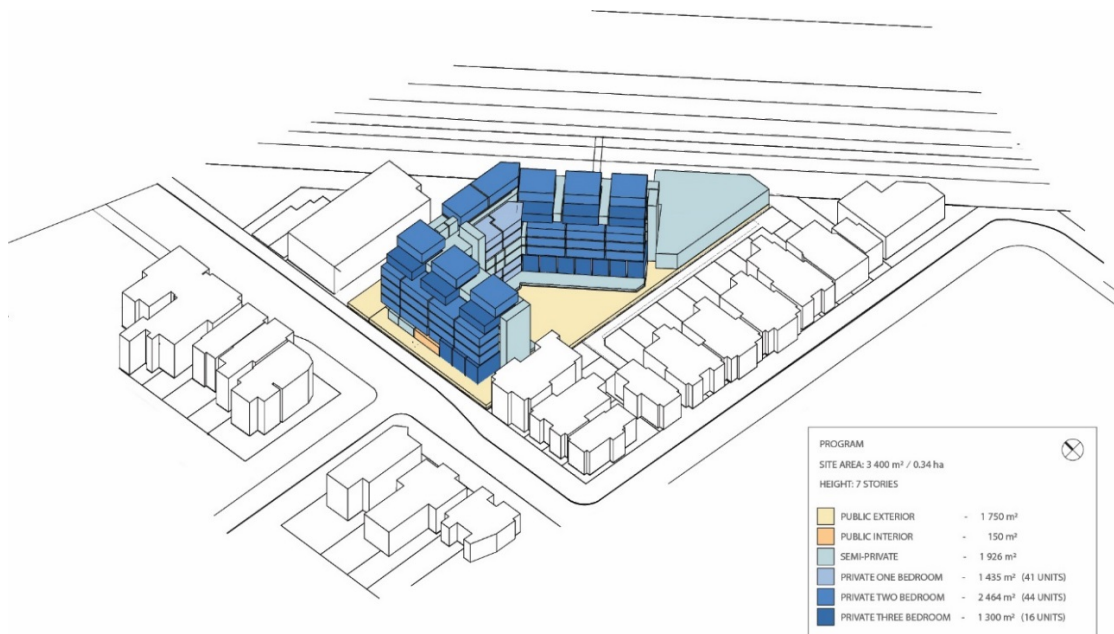 PROGRAM
SITE AREA: 3 400 m² / 0.34 ha
HEIGHT: 7 STORIES
PUBLIC EXTERIOR - 1 750 m²
PUBLIC INTERIOR - 150 m²
SEMI-PRIVATE - 1 926 m²
PRIVATE ONE BEDROOM - 1 435 m² (41 UNITS)
PRIVATE TWO BEDROOM - 2 464 m² (44 UNITS)
PRIVATE THREE BEDROOM - 1 300 m² (16 UNITS)